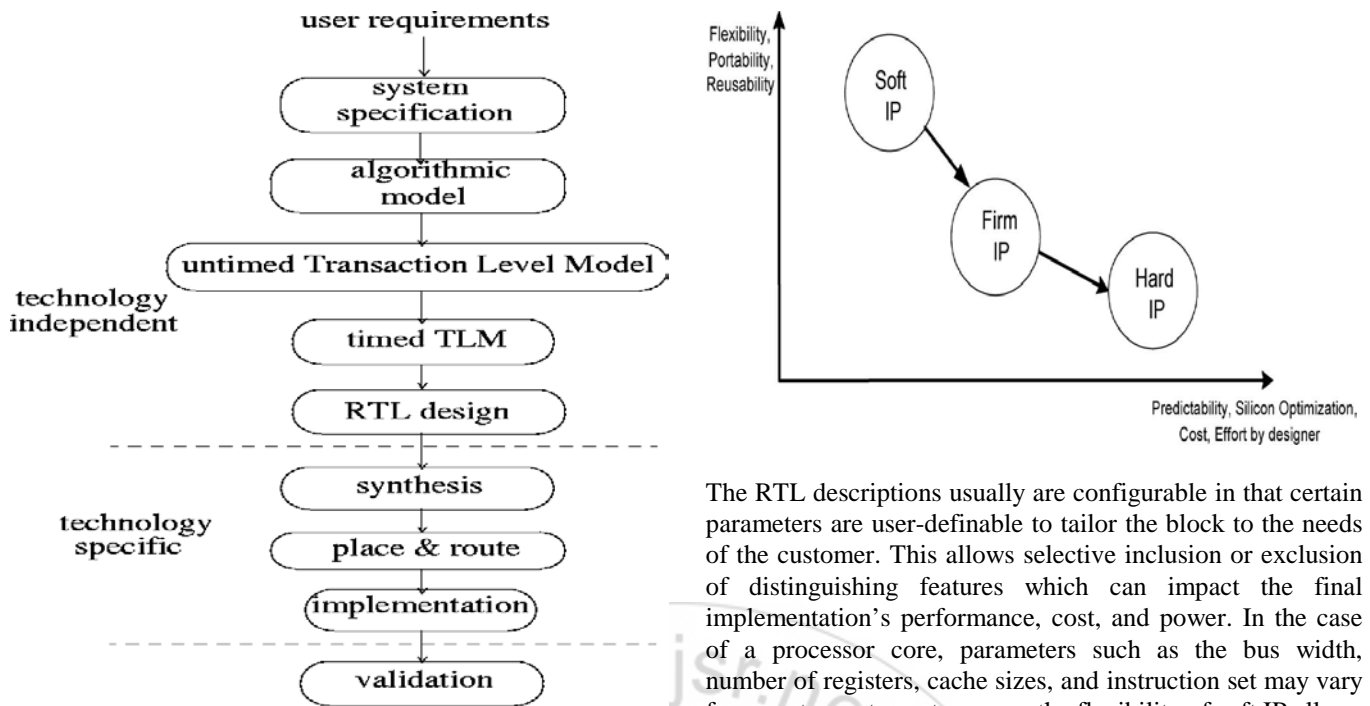 user requirements
system
specification
algorithmic
model
untimed Transaction Level Model
technology
independent
timed TLM
RTL design
synthesis
technology
specific
place & route
implementation
validation
Flexibility,
Portability,
Reusability
Soft
IP
Firm
IP
Hard
IP
Predictability, Silicon Optimization,
Cost, Effort by designer
The RTL descriptions usually are configurable in that certain
parameters are user-definable to tailor the block to the needs
of the customer. This allows selective inclusion or exclusion
of distinguishing features which can impact the final
implementation’s performance, cost, and power. In the case
of a processor core, parameters such as the bus width,
number of registers, cache sizes, and instruction set may vary